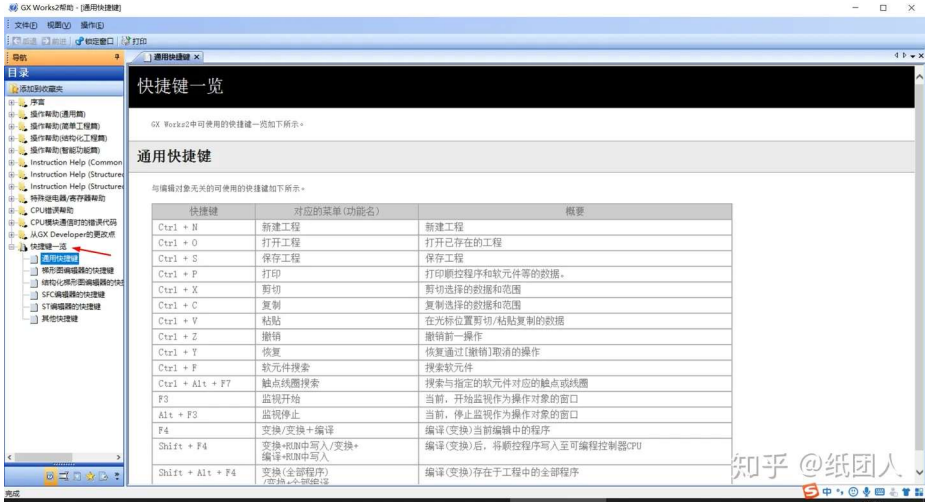 GX Works2帮助 - [通用快捷键]
文件(F) 视图(V) 操作(E)
后退 前进 锁定窗口 打印
导航
通用快捷键
目录
添加到收藏夹
序言
操作帮助(通用篇)
操作帮助(简单工程篇)
操作帮助(结构化工程篇)
操作帮助(智能功能篇)
Instruction Help (Common
Instruction Help (Structured
Instruction Help (Structured
特殊继电器/寄存器帮助
CPU错误帮助
CPU模块通信时的错误代码
从GX Developer的更改点
快捷键一览
通用快捷键
梯形图编辑器的快捷键
结构化梯形图编辑器的快捷
SFC编辑器的快捷键
ST编辑器的快捷键
其他快捷键
快捷键一览
GX Works2中可使用的快捷键一览如下所示。
通用快捷键
与编辑对象无关的可使用的快捷键如下所示。
快捷键 对应的菜单(功能名) 概要
Ctrl + N 新建工程 新建工程
Ctrl + O 打开工程 打开已存在的工程
Ctrl + S 保存工程 保存工程
Ctrl + P 打印 打印顺控程序和软元件等的数据。
Ctrl + X 剪切 剪切选择的数据和范围
Ctrl + C 复制 复制选择的数据和范围
Ctrl + V 粘贴 在光标位置剪切/粘贴复制的数据
Ctrl + Z 撤销 撤销前一操作
Ctrl + Y 恢复 恢复通过[撤销]取消的操作
Ctrl + F 软元件搜索 搜索软元件
Ctrl + Alt + F7 触点线圈搜索 搜索与指定的软元件对应的触点或线圈
F3 监视开始 当前，开始监视作为操作对象的窗口
Alt + F3 监视停止 当前，停止监视作为操作对象的窗口
F4 变换/变换＋编译 编译(变换)当前编辑中的程序
Shift + F4 变换+RUN中写入/变换+ 编译(变换)后，将顺控程序写入至可编程控制器CPU
编译+RUN中写入
Shift + Alt + F4 变换(全部程序) 编译(变换)存在于工程中的全部程序
/变换+全部编译
知乎 @纸团人
完成
中